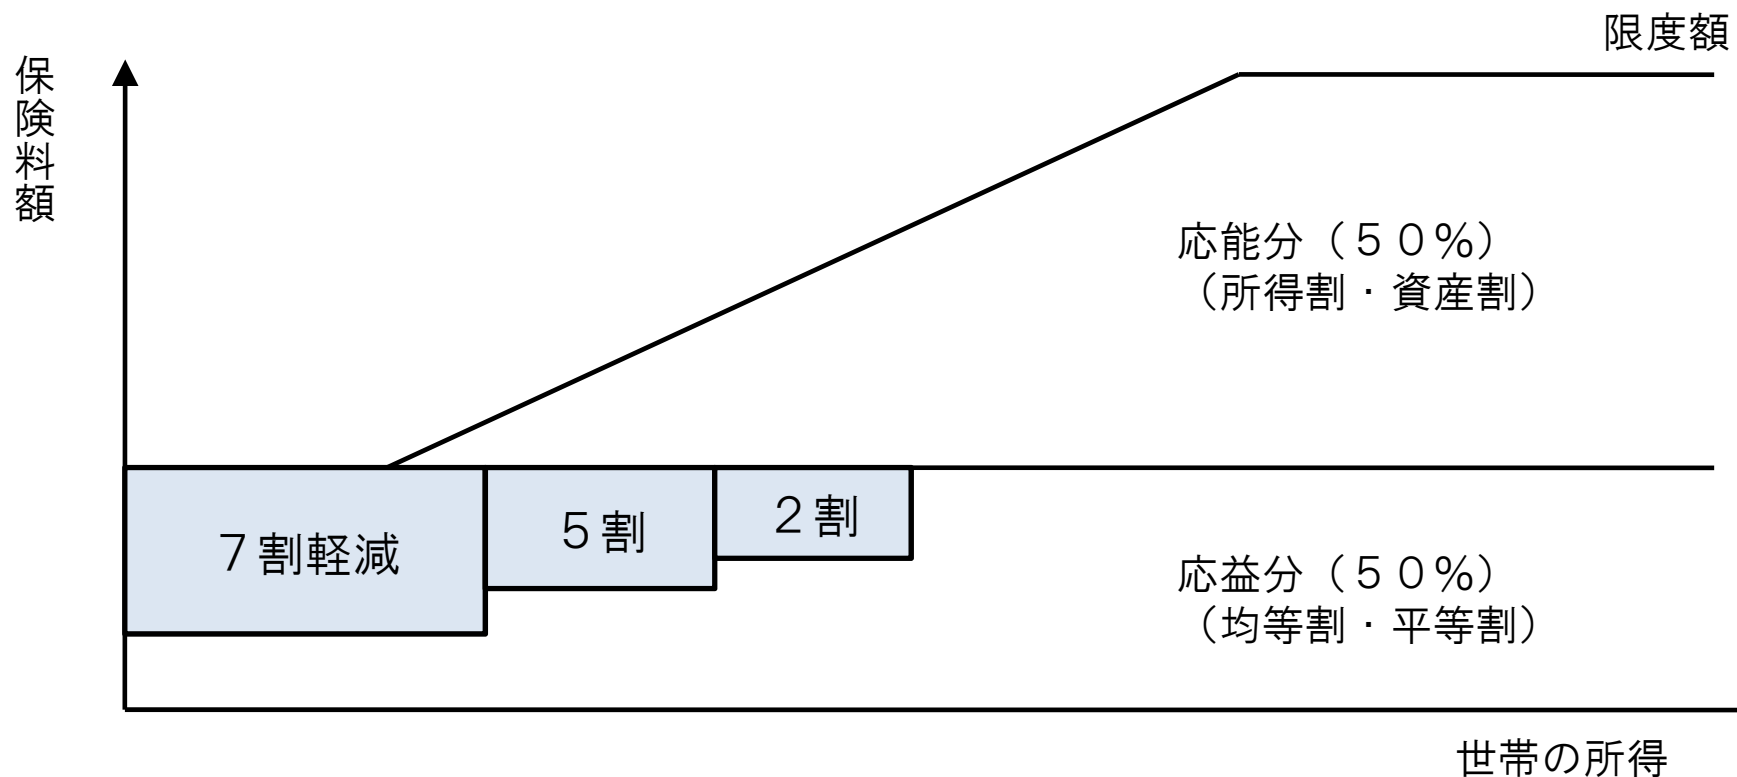 限度額
保険料額
応能分（５０％）
（所得割・資産割）
７割軽減
５割
２割
応益分（５０％）
（均等割・平等割）
世帯の所得